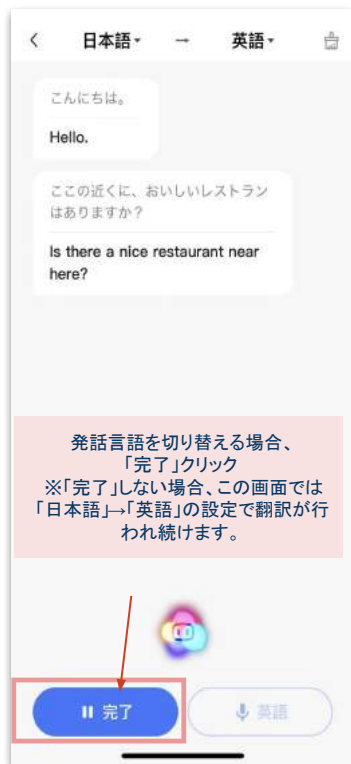 日本語 → 英語
こんにちは。
Hello.
ここの近くに、おいしいレストラン
はありますか？
Is there a nice restaurant near
here?
発話言語を切り替える場合、
「完了」クリック
※「完了」しない場合、この画面では
「日本語」→「英語」の設定で翻訳が行
われ続けます。
完了
英語